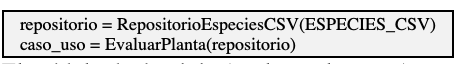 repositorio = RepositorioEspeciesCSV(ESPECIES_CSV)
caso_uso = EvaluarPlanta(repositorio)